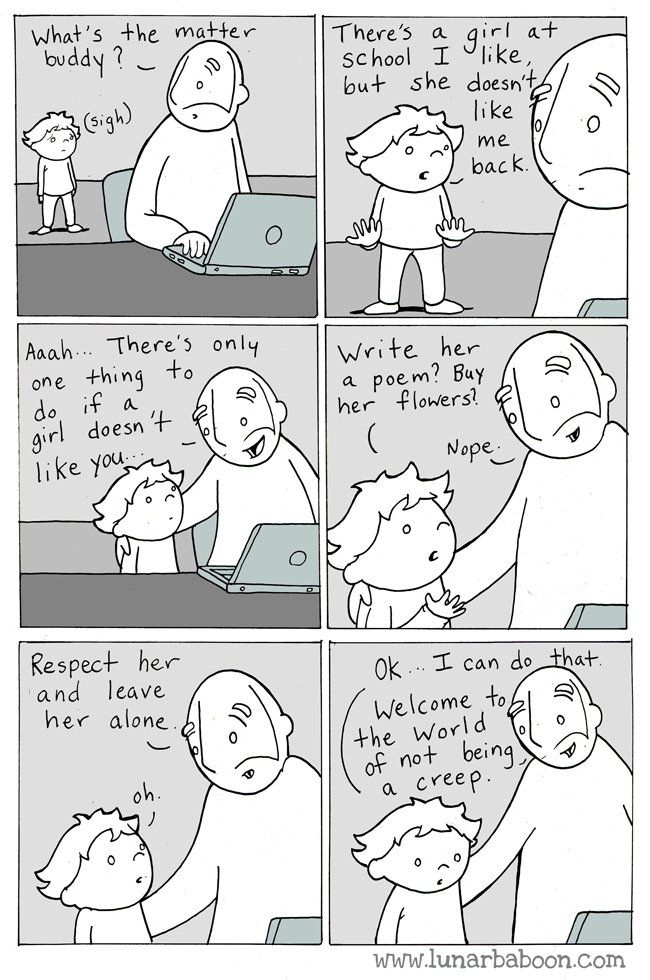 What's the matter
buddy?
(sigh)
There's a girl at
school I like,
but she doesn't
like
me
back.
Aaah... There's only
one thing to
do if a
girl doesn't
like you...
Write her
a poem? Buy
her flowers?
Nope.
Respect her
and leave
her alone.
oh.
OK... I can do that.
Welcome to
the World
of not being
a creep.
www.lunarbaboon.com